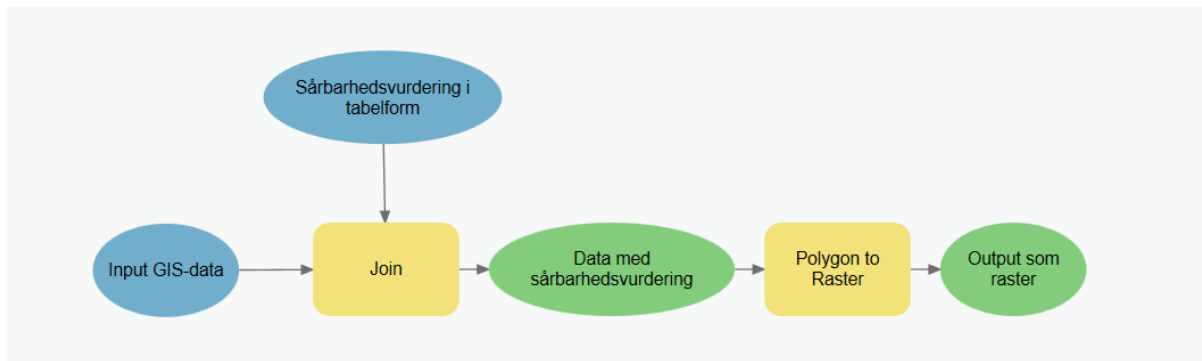 Sårbarhedsvurdering i
tabelform
Input GIS-data
Join
Data med
sårbarhedsvurdering
Polygon to
Raster
Output som
raster